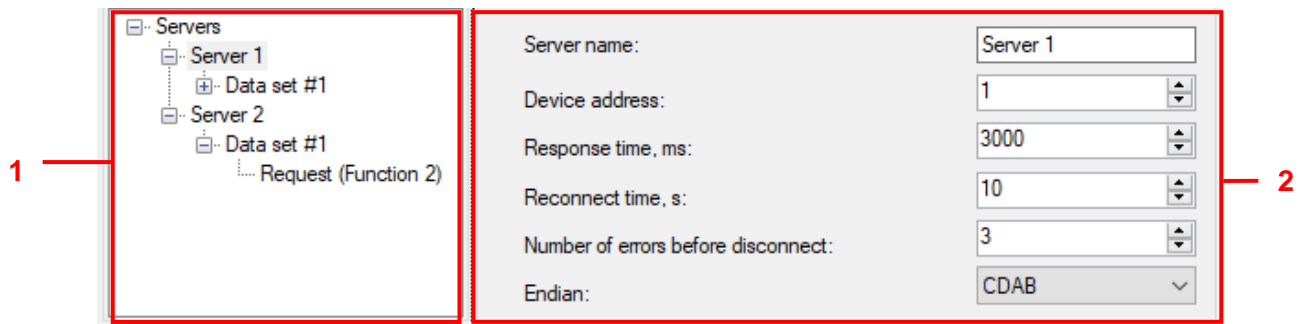 Servers
Server 1
Data set #1
Server 2
Data set #1
Request (Function 2)
1
Server name: Server 1
Device address: 1
Response time, ms: 3000
Reconnect time, s: 10
Number of errors before disconnect: 3
Endian: CDAB
2